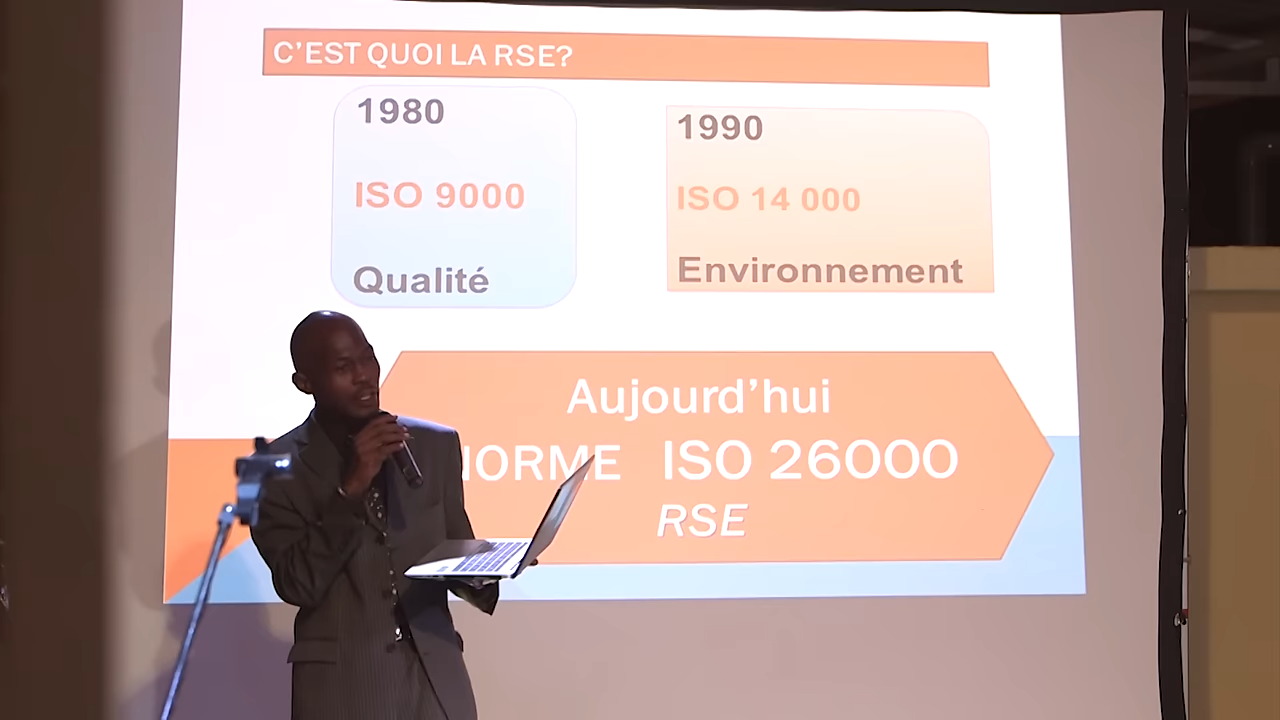 C'EST QUOI LA RSE?
1980
ISO 9000
Qualité
1990
ISO 14 000
Environnement
Aujourd'hui
NORME ISO 26000
RSE